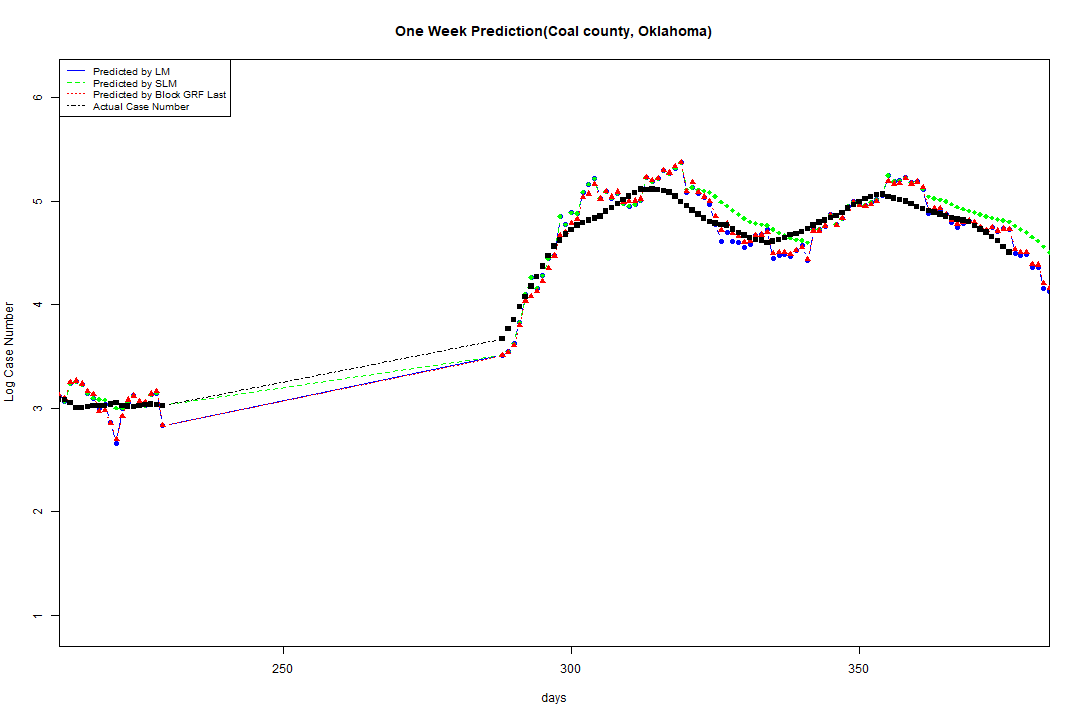 One Week Prediction(Coal county, Oklahoma)
Predicted by LM
Predicted by SLM
Predicted by Block GRF Last
Actual Case Number
6
5
4
3
2
1
Log Case Number
250 300 350
days